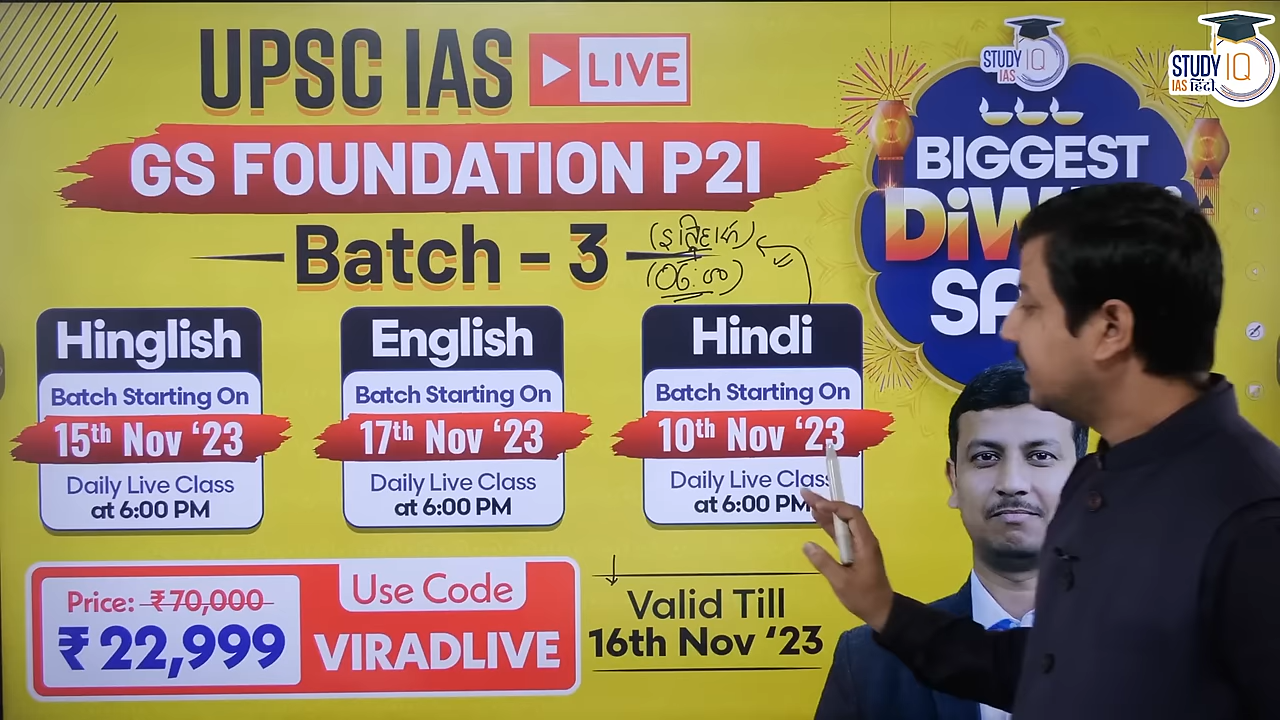 UPSC IAS LIVE
GS FOUNDATION P2I
Batch - 3
(इतिहास)
(06:00)
Hinglish
Batch Starting On
15th Nov ‘23
Daily Live Class
at 6:00 PM
English
Batch Starting On
17th Nov ‘23
Daily Live Class
at 6:00 PM
Hindi
Batch Starting On
10th Nov ‘23
Daily Live Class
at 6:00 PM
Price: ₹70,000
₹22,999
Use Code
VIRADLIVE
Valid Till
16th Nov ‘23
STUDY IQ
IAS
BIGGEST
STUDY IQ
IAS हिंदी